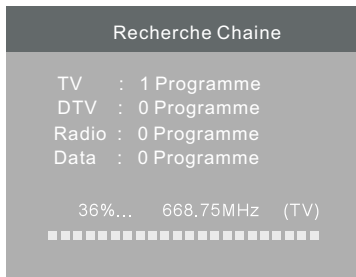 Recherche Chaine
TV : 1 Programme
DTV : 0 Programme
Radio : 0 Programme
Data : 0 Programme
36%... 668.75MHz (TV)